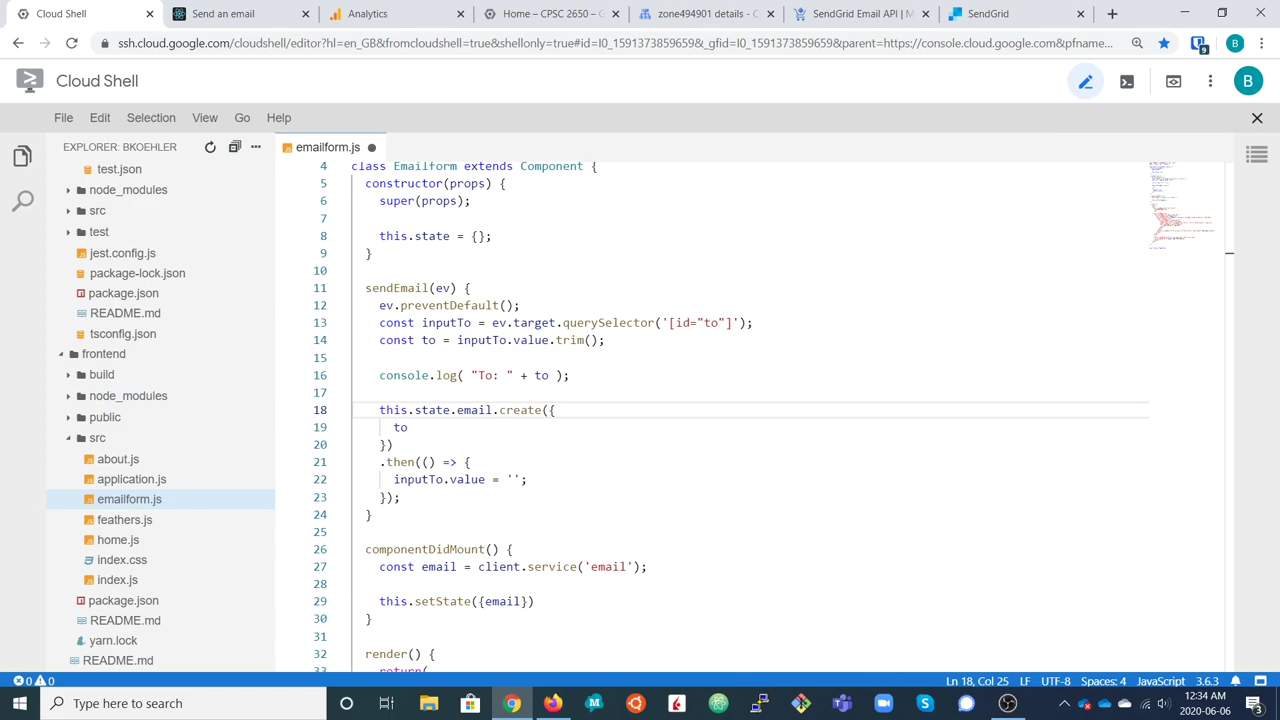 Cloud Shell
Send an email
Analytics
Home – CPSC 2650 – G
zone494901 details - C
SendGrid Email API | M
SendGrid
ssh.cloud.google.com/cloudshell/editor?hl=en_GB&fromcloudshell=true&shellonly=true#id=I0_1591373859659&_gfid=I0_1591373859659&parent=https://console.cloud.google.com&pfname...
9
B
Cloud Shell
B
File Edit Selection View Go Help
EXPLORER: BKOEHLER
emailform.js
test.json
node_modules
src
test
jest.config.js
package-lock.json
package.json
README.md
tsconfig.json
frontend
build
node_modules
public
src
about.js
application.js
emailform.js
feathers.js
home.js
index.css
index.js
package.json
README.md
yarn.lock
README.md
4 class Emailform extends Component {
5 constructor(props) {
6 super(props);
7
8 this.state = {};
9 }
10
11 sendEmail(ev) {
12 ev.preventDefault();
13 const inputTo = ev.target.querySelector('[id="to"]');
14 const to = inputTo.value.trim();
15
16 console.log( "To: " + to );
17
18 this.state.email.create({
19 to
20 })
21 .then(() => {
22 inputTo.value = '';
23 });
24 }
25
26 componentDidMount() {
27 const email = client.service('email');
28
29 this.setState({email})
30 }
31
32 render() {
33 return(
0 0
Ln 18, Col 25 LF UTF-8 Spaces: 4 JavaScript 3.6.3
Type here to search
12:34 AM
2020-06-06
3